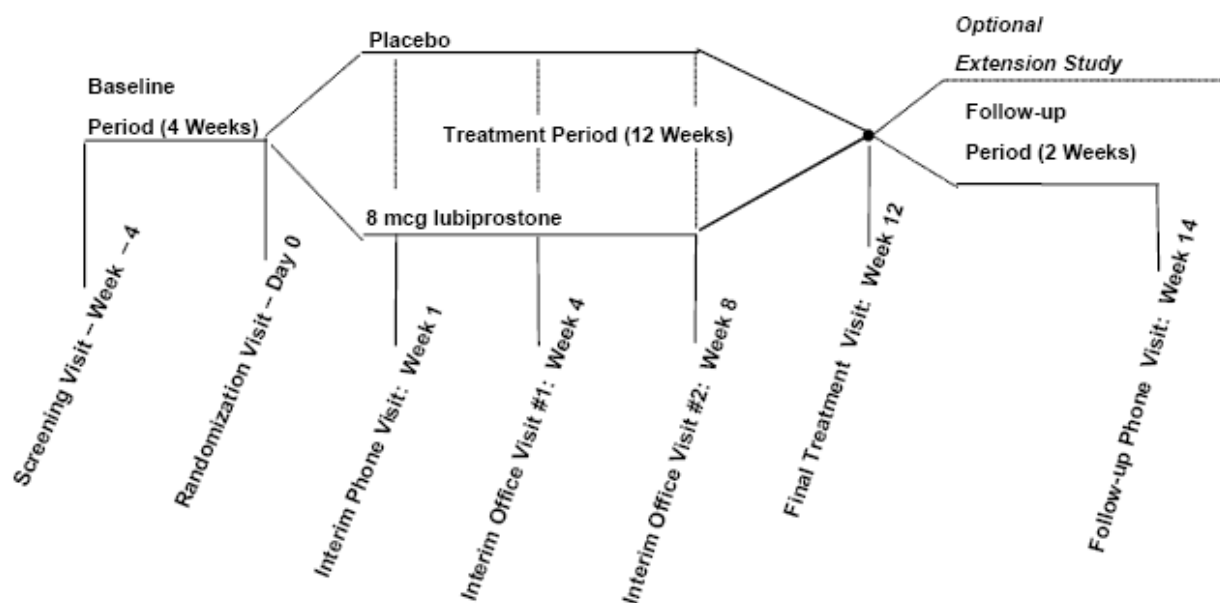 Placebo
Optional
Extension Study
Baseline
Period (4 Weeks)
Treatment Period (12 Weeks)
Follow-up
Period (2 Weeks)
8 mcg lubiprostone
Screening Visit – Week – 4
Randomization Visit – Day 0
Interim Phone Visit: Week 1
Interim Office Visit #1: Week 4
Interim Office Visit #2: Week 8
Final Treatment Visit: Week 12
Follow-up Phone Visit: Week 14